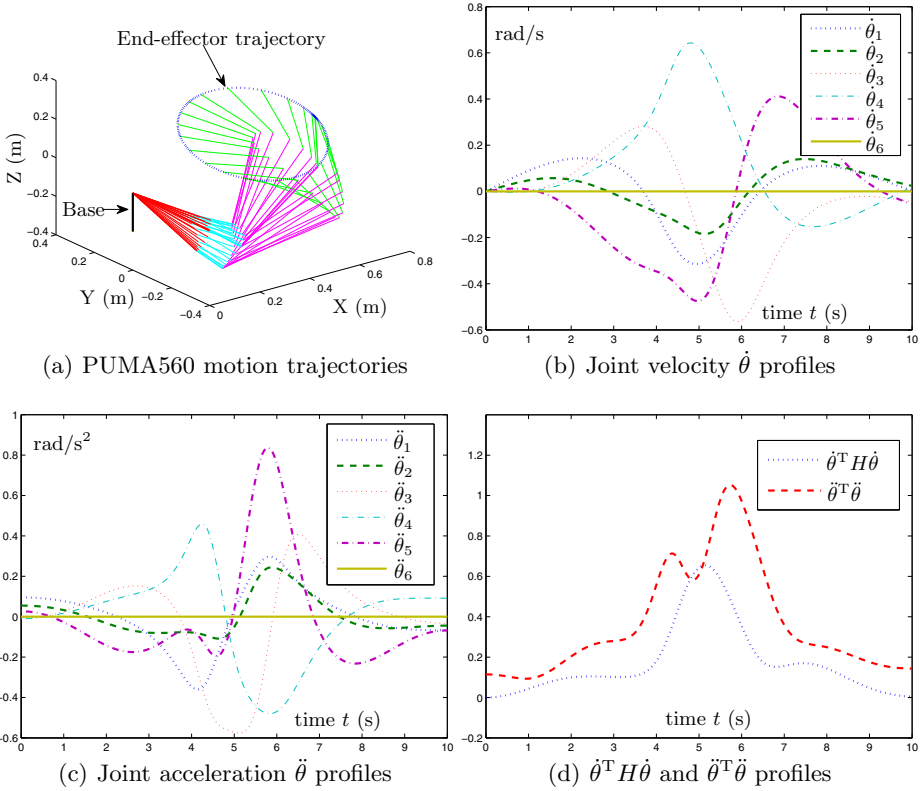 End-effector trajectory
Z (m)
0.4
0.2
0
−0.2
−0.4
Base
0.4
0.2
0
−0.2
−0.4
Y (m)
0
0.2
0.4
0.6
0.8
X (m)
(a) PUMA560 motion trajectories
rad/s
0.8
0.6
0.4
0.2
0
−0.2
−0.4
−0.6
θ̇₁
θ̇₂
θ̇₃
θ̇₄
θ̇₅
θ̇₆
time t (s)
0 1 2 3 4 5 6 7 8 9 10
(b) Joint velocity θ̇ profiles
rad/s²
1
0.8
0.6
0.4
0.2
0
−0.2
−0.4
−0.6
θ̈₁
θ̈₂
θ̈₃
θ̈₄
θ̈₅
θ̈₆
time t (s)
0 1 2 3 4 5 6 7 8 9 10
(c) Joint acceleration θ̈ profiles
1.2
1
0.8
0.6
0.4
0.2
0
−0.2
θ̇ᵀHθ̇
θ̈ᵀθ̈
time t (s)
0 1 2 3 4 5 6 7 8 9 10
(d) θ̇ᵀHθ̇ and θ̈ᵀθ̈ profiles